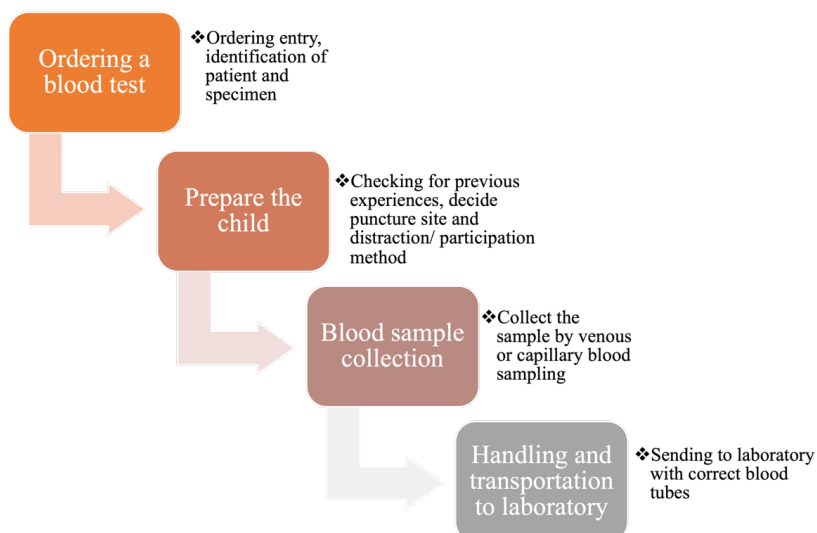 Ordering a
blood test
❖Ordering entry,
identification of
patient and
specimen
Prepare the
child
❖Checking for previous
experiences, decide
puncture site and
distraction/ participation
method
Blood sample
collection
❖Collect the
sample by venous
or capillary blood
sampling
Handling and
transportation
to laboratory
❖Sending to laboratory
with correct blood
tubes